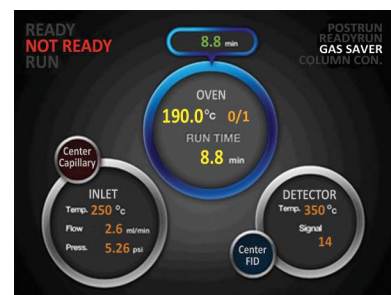 READY
NOT READY
RUN
8.8 min
POSTRUN
READYRUN
GAS SAVER
COLUMN CON.
OVEN
190.0°c 0/1
RUN TIME
8.8 min
Center
Capillary
INLET
Temp. 250 °c
Flow 2.6 ml/min
Press. 5.26 psi
DETECTOR
Temp. 350 °c
Signal
14
Center
FID